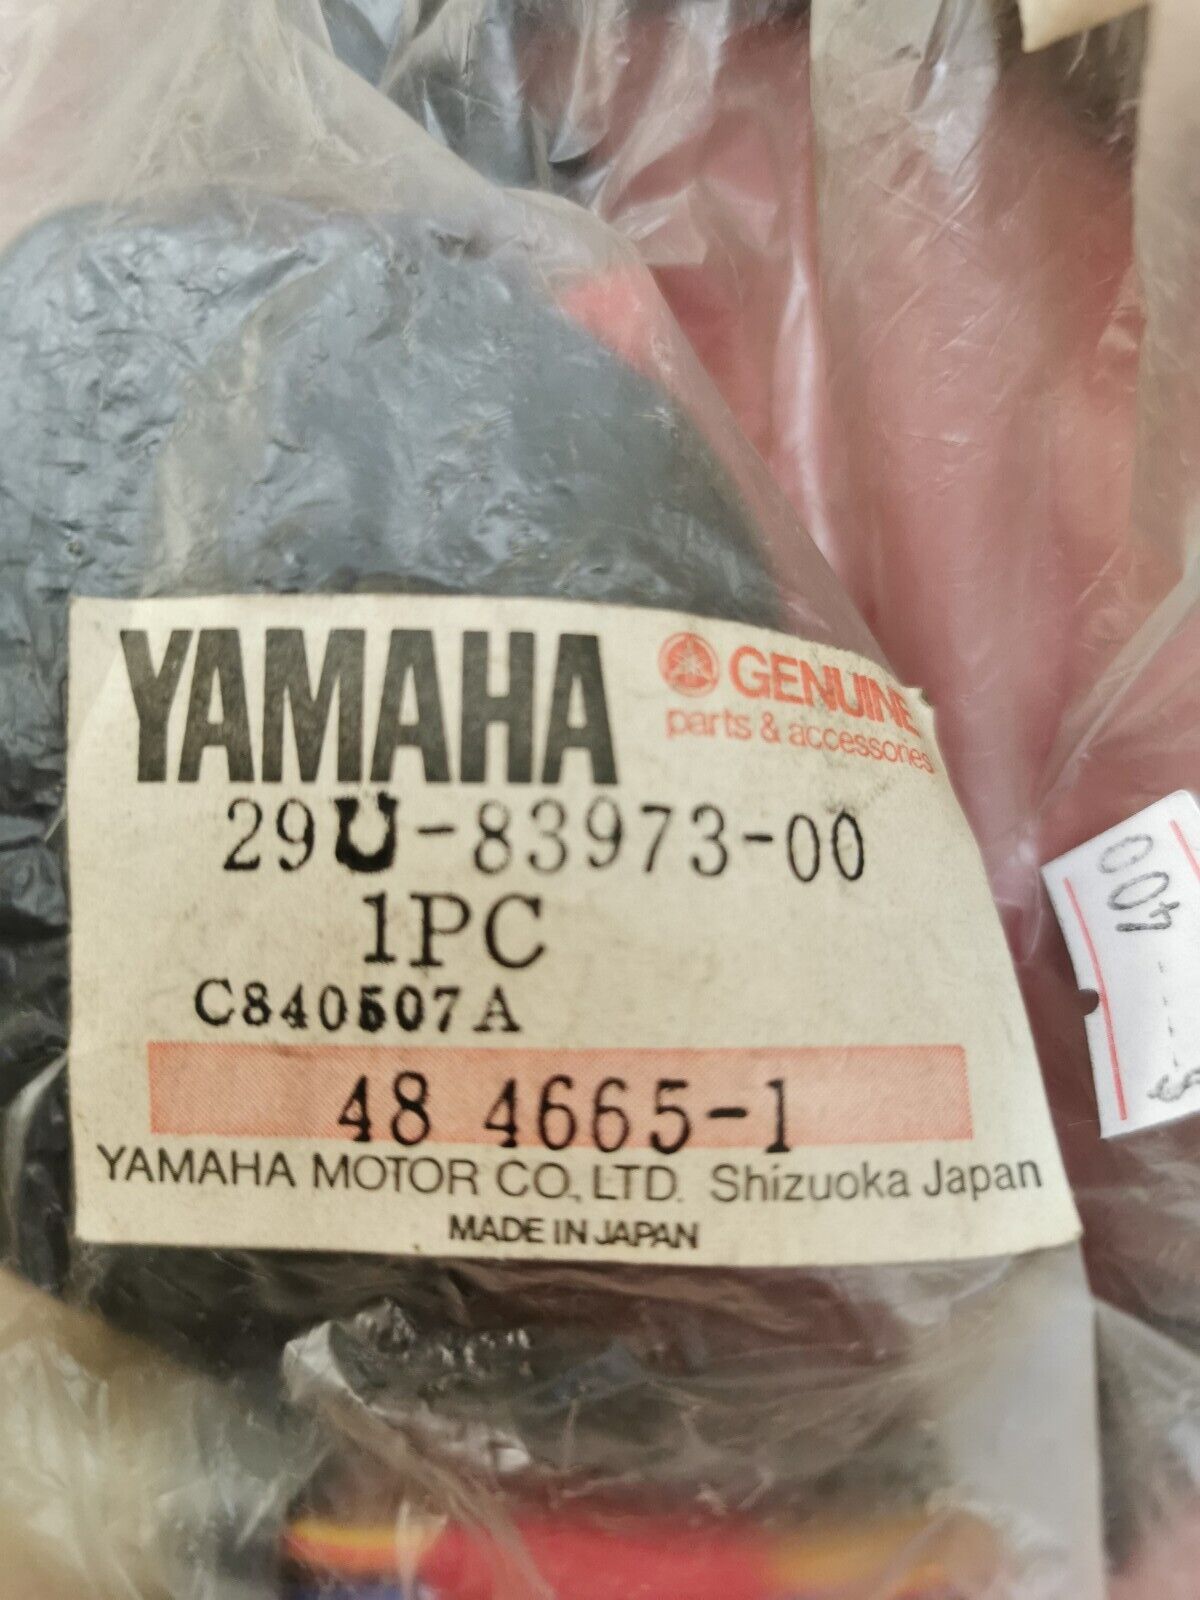 YAMAHA GENUINE
parts & accessories
29U-83973-00
1PC
C840507A
48 4665-1
YAMAHA MOTOR CO., LTD. Shizuoka Japan
MADE IN JAPAN
$ --- 400